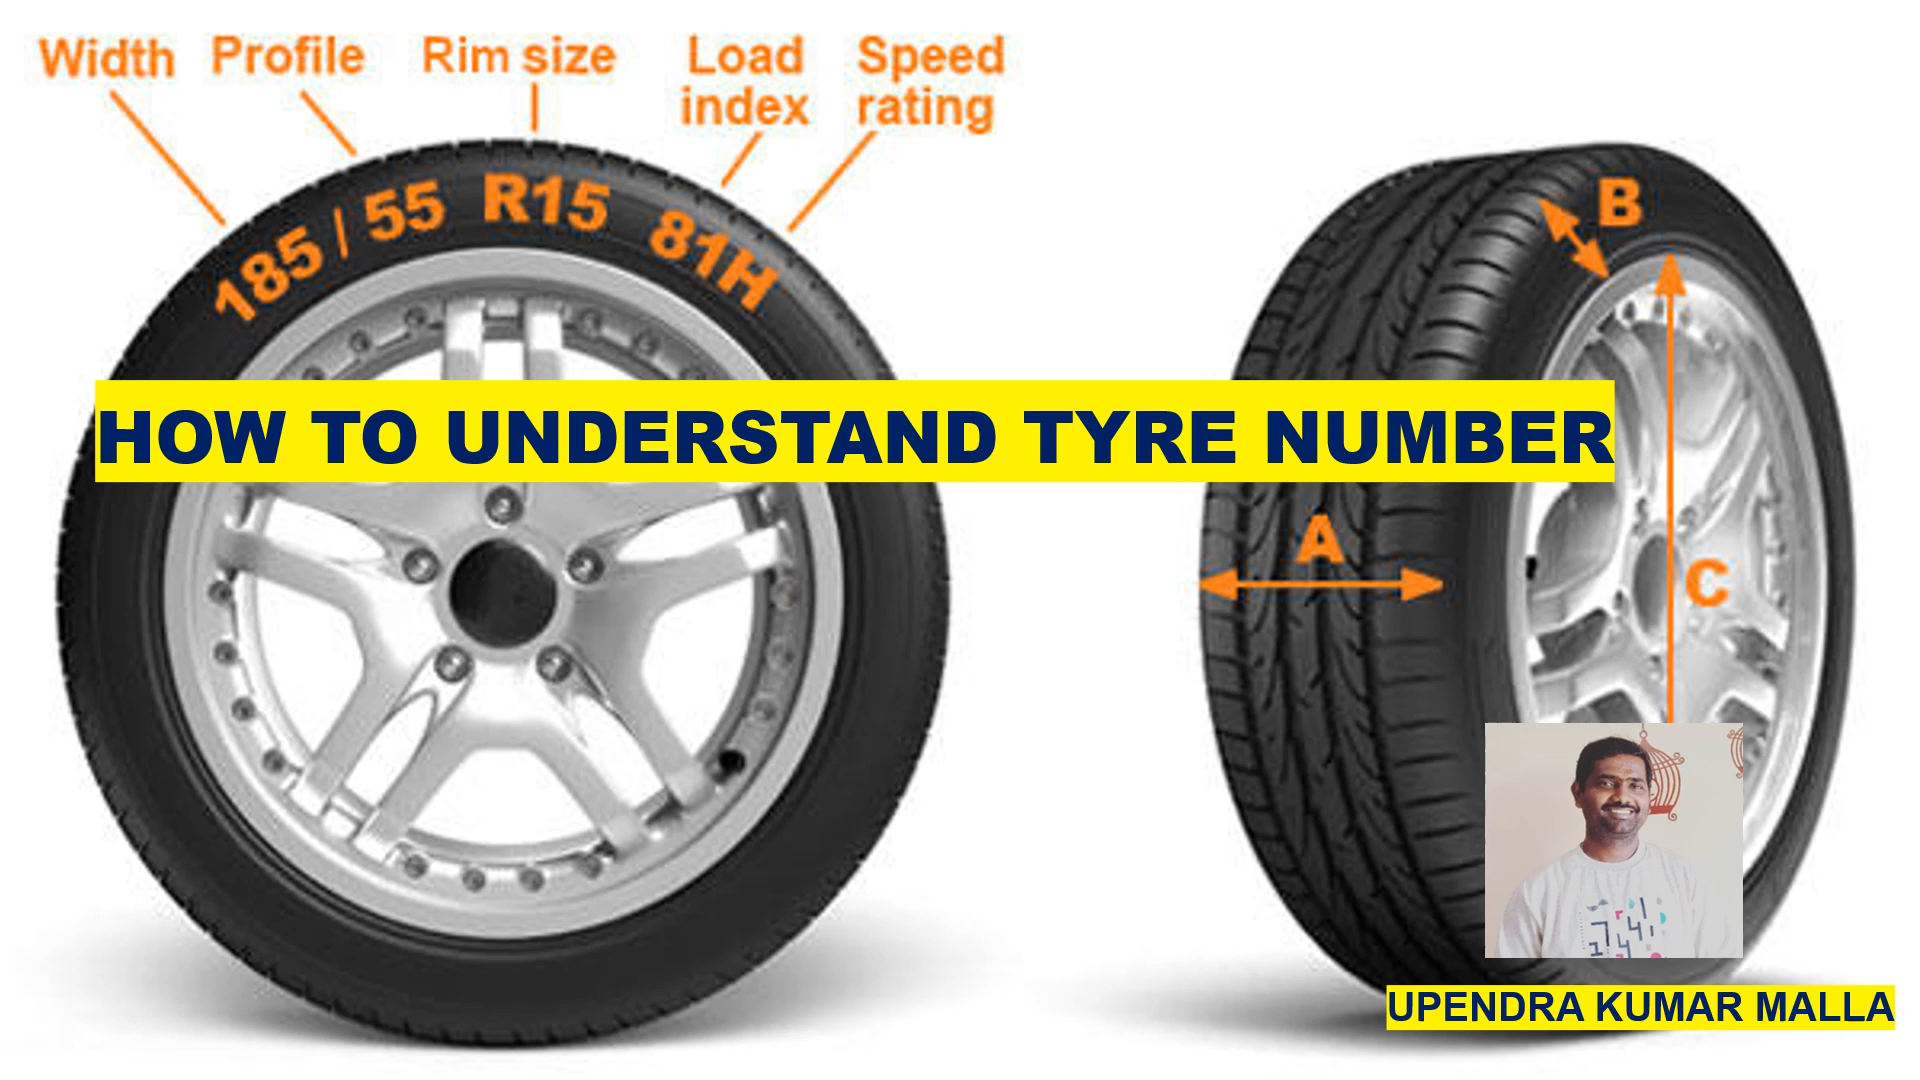 Width Profile Rim size Load index Speed rating
185 / 55 R15 81H
B
HOW TO UNDERSTAND TYRE NUMBER
A
C
UPENDRA KUMAR MALLA